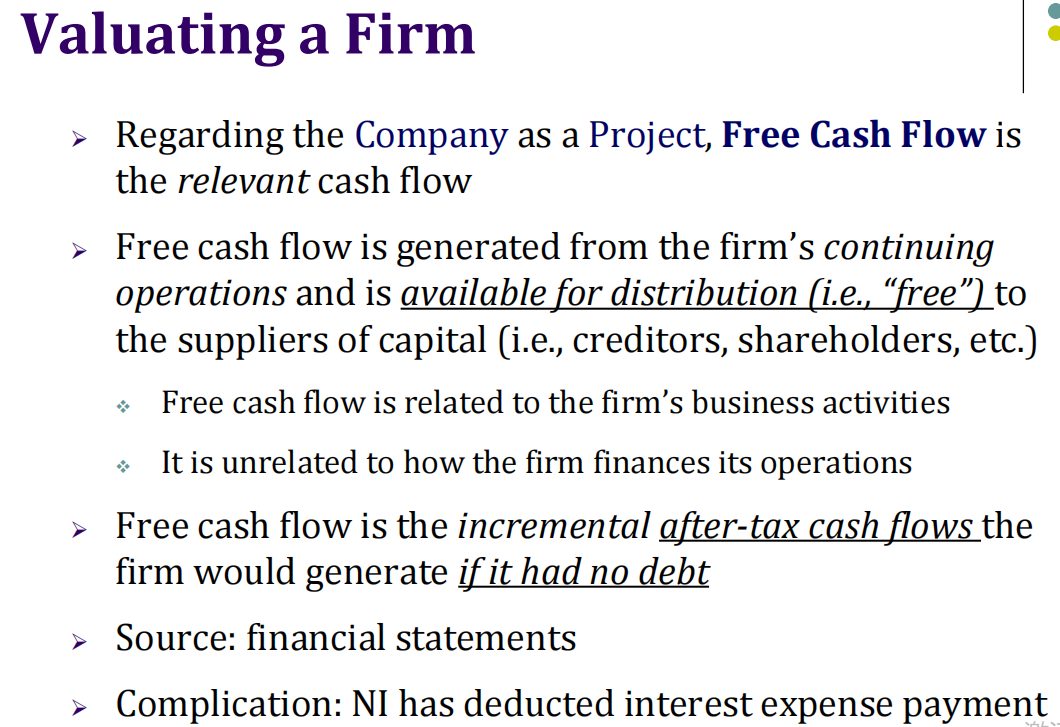 Valuating a Firm
Regarding the Company as a Project, Free Cash Flow is
the relevant cash flow
Free cash flow is generated from the firm's continuing
operations and is available for distribution (i.e., “free”) to
the suppliers of capital (i.e., creditors, shareholders, etc.)
Free cash flow is related to the firm's business activities
It is unrelated to how the firm finances its operations
Free cash flow is the incremental after-tax cash flows the
firm would generate if it had no debt
Source: financial statements
Complication: NI has deducted interest expense payment